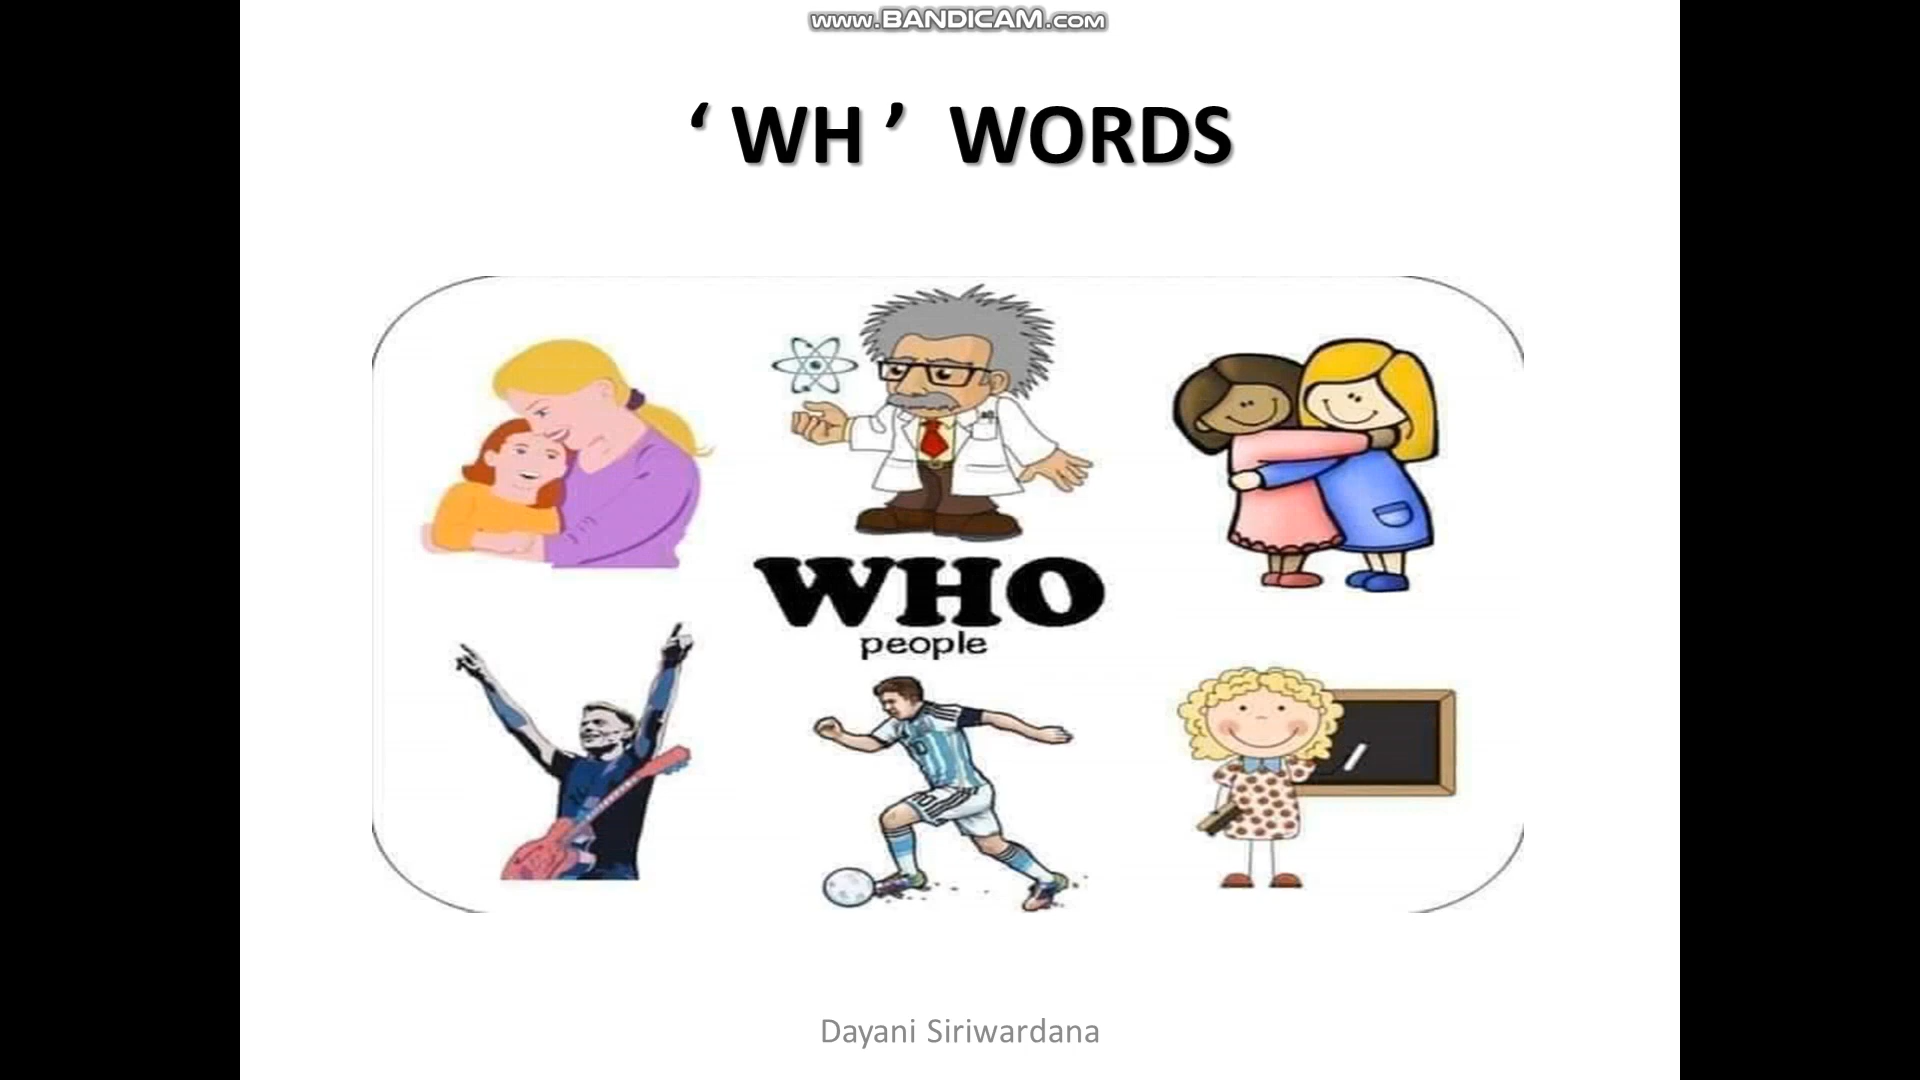 www.BANDICAM.com
‘ WH ’ WORDS
WHO
people
Dayani Siriwardana